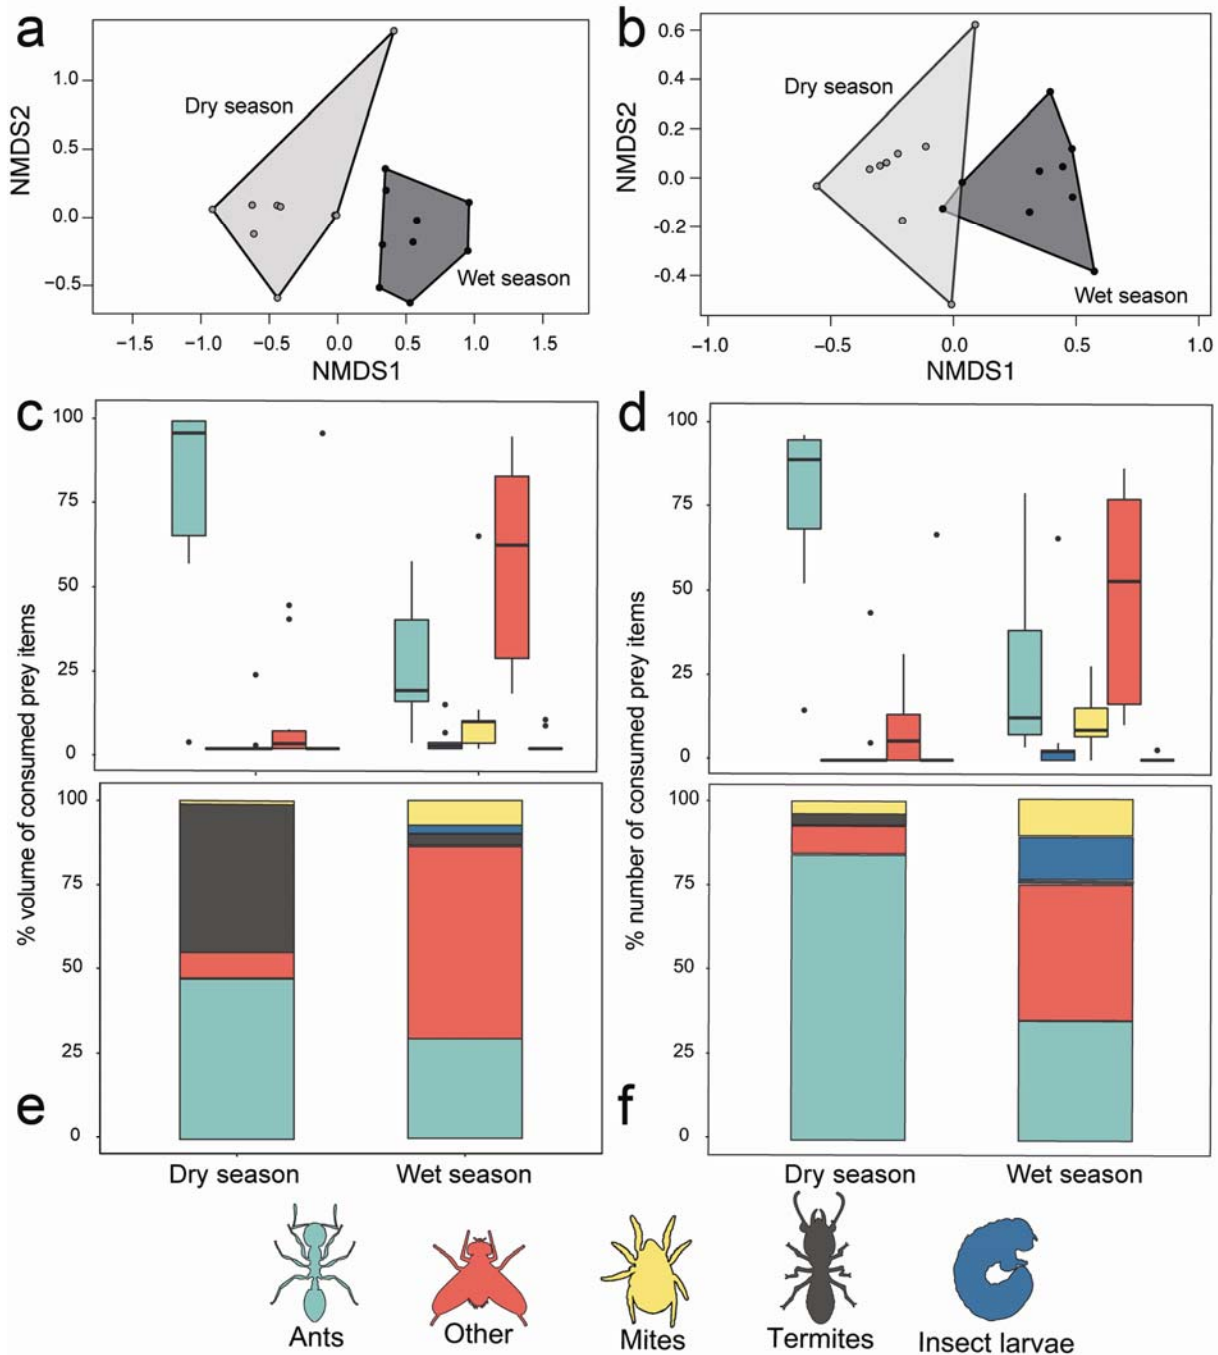 a
NMDS2
1.0
0.5
0.0
−0.5
Dry season
Wet season
−1.5 −1.0 −0.5 0.0 0.5 1.0 1.5
NMDS1
b
NMDS2
0.6
0.4
0.2
0.0
-0.2
-0.4
Dry season
Wet season
−1.0 −0.5 0.0 0.5 1.0
NMDS1
c
100
75
50
25
0
d
100
75
50
25
0
% volume of consumed prey items
% number of consumed prey items
e
100
75
50
25
0
Dry season Wet season
f
100
75
50
25
0
Dry season Wet season
Ants Other Mites Termites Insect larvae